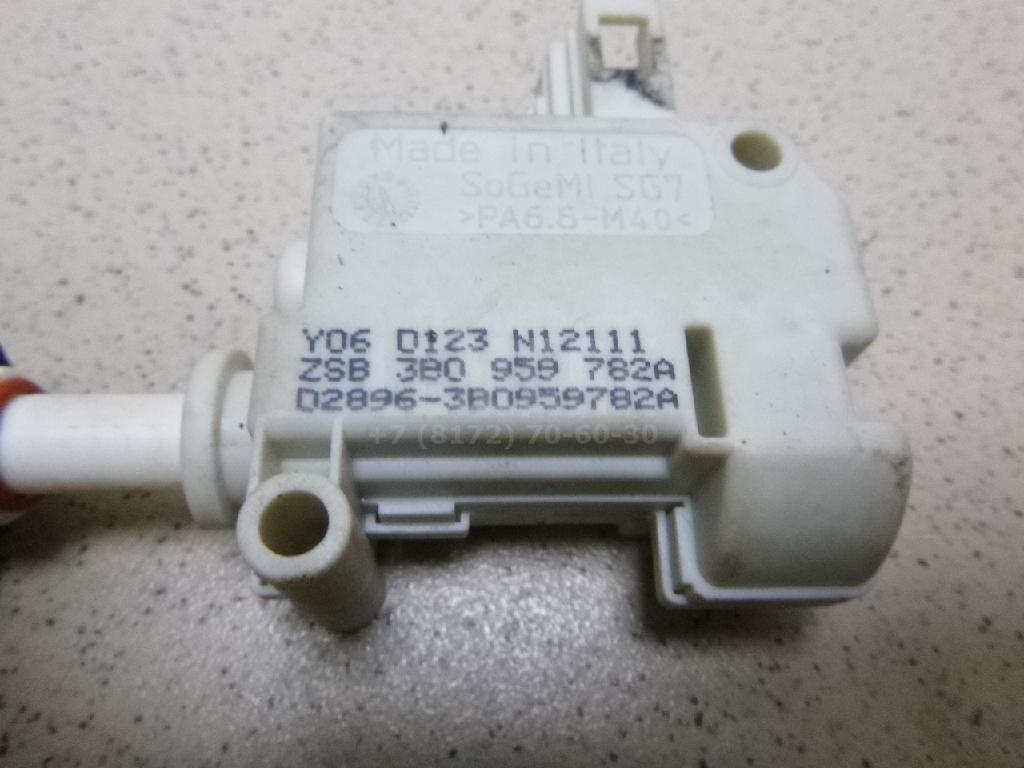 Made In Italy
SoGeMI SG7
>PA6.6-M40<
Y06 D123 N12111
ZSB 3B0 959 782A
D2896-3B0959782A
+7 (8172) 70-60-30